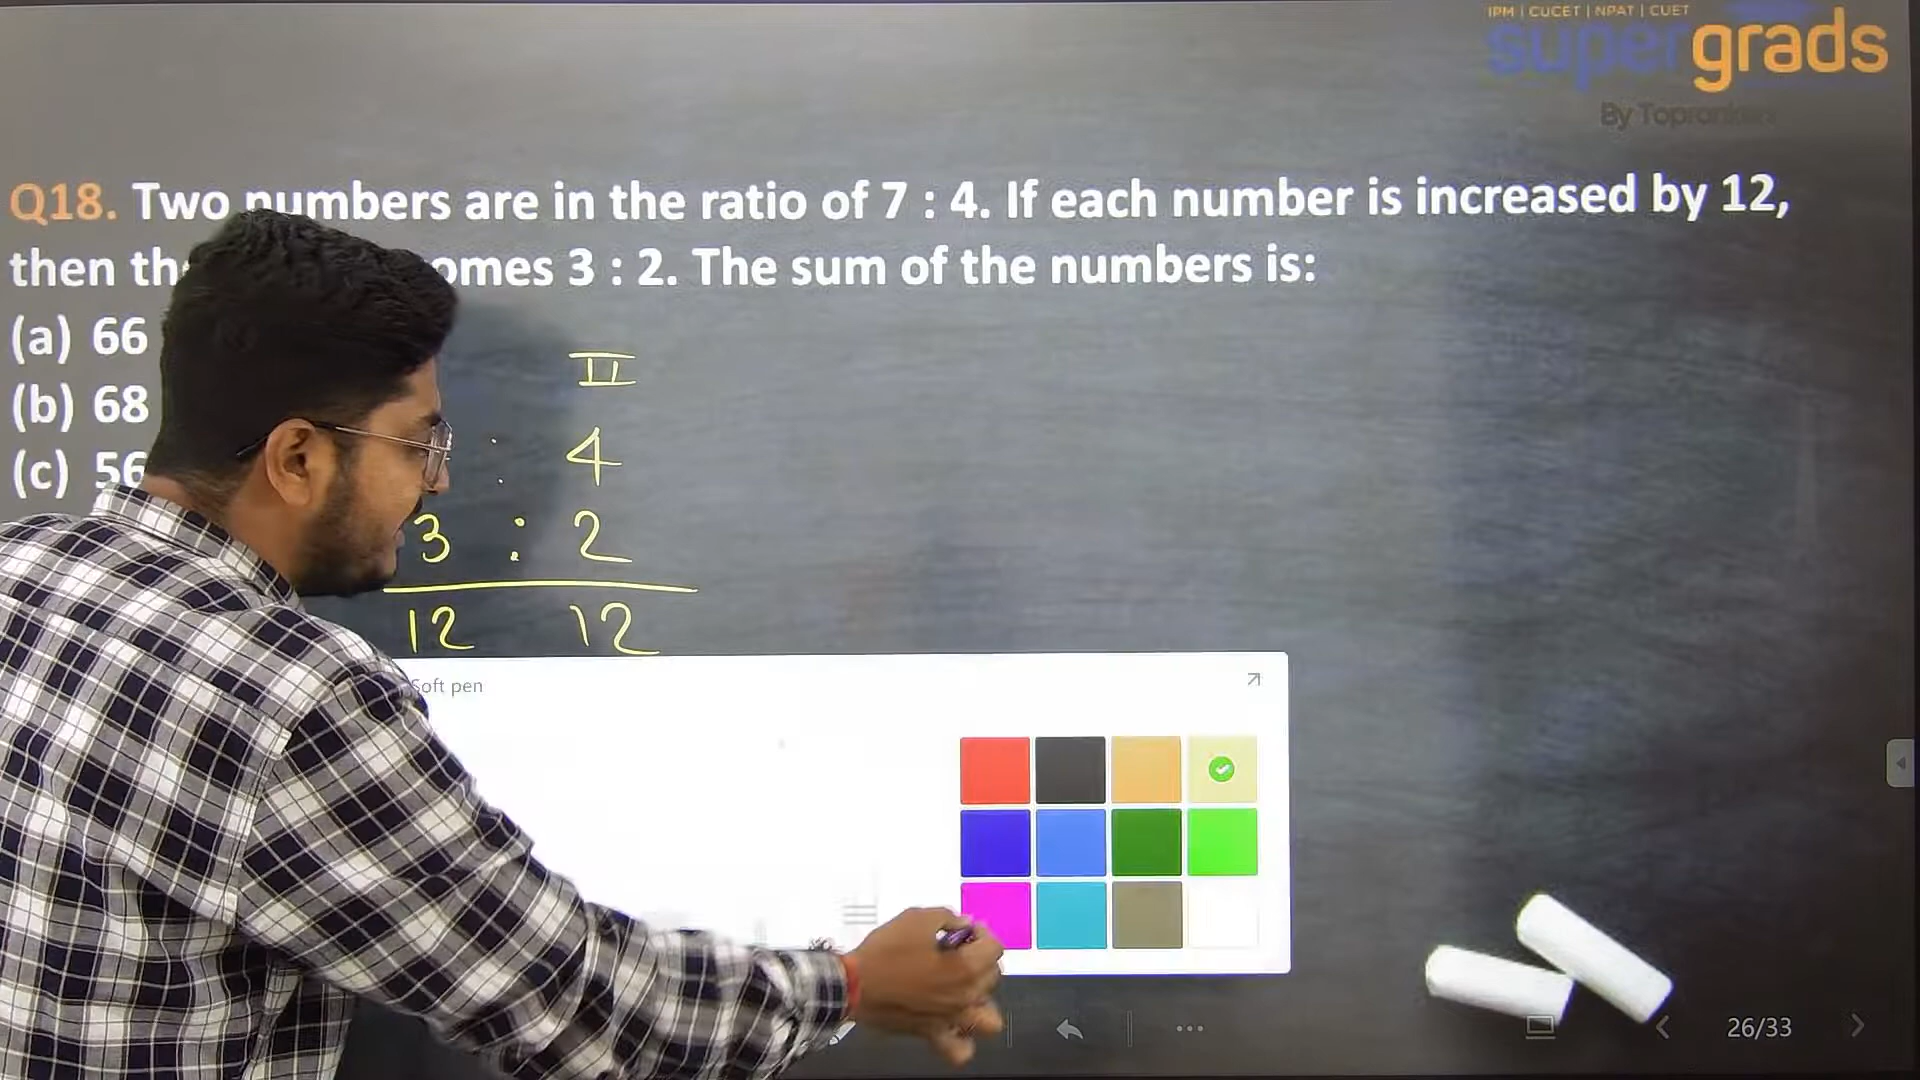 IPM | CUCET | NPAT | CUET
supergrads
By Toprankers
Q18. Two numbers are in the ratio of 7 : 4. If each number is increased by 12,
then omes 3 : 2. The sum of the numbers is:
(a) 66
(b) 68
(c) 56
II
: 4
3 : 2
12 12
Soft pen
26/33